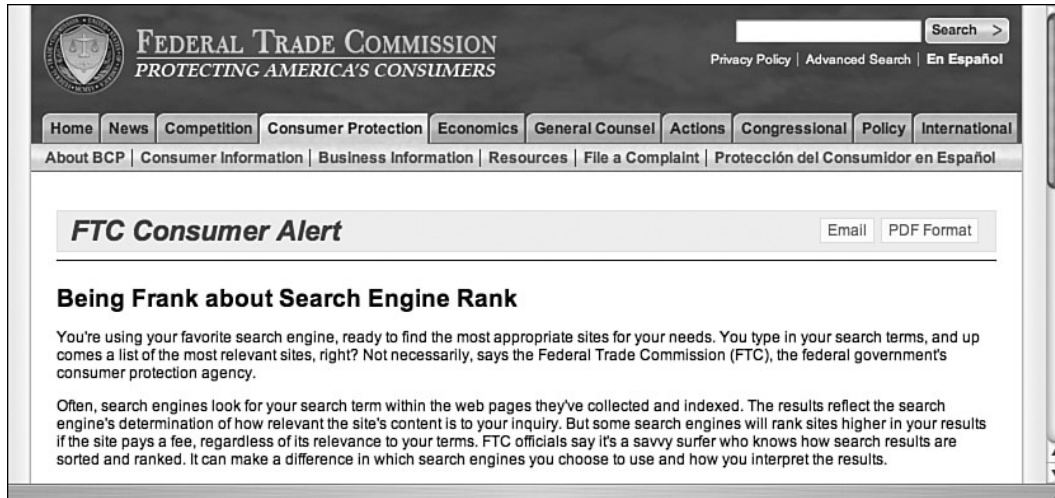 Search >
FEDERAL TRADE COMMISSION
PROTECTING AMERICA'S CONSUMERS
Privacy Policy | Advanced Search | En Español
Home News Competition Consumer Protection Economics General Counsel Actions Congressional Policy International
About BCP | Consumer Information | Business Information | Resources | File a Complaint | Protección del Consumidor en Español
FTC Consumer Alert
Email PDF Format
Being Frank about Search Engine Rank
You're using your favorite search engine, ready to find the most appropriate sites for your needs. You type in your search terms, and up
comes a list of the most relevant sites, right? Not necessarily, says the Federal Trade Commission (FTC), the federal government's
consumer protection agency.
Often, search engines look for your search term within the web pages they've collected and indexed. The results reflect the search
engine's determination of how relevant the site's content is to your inquiry. But some search engines will rank sites higher in your results
if the site pays a fee, regardless of its relevance to your terms. FTC officials say it's a savvy surfer who knows how search results are
sorted and ranked. It can make a difference in which search engines you choose to use and how you interpret the results.